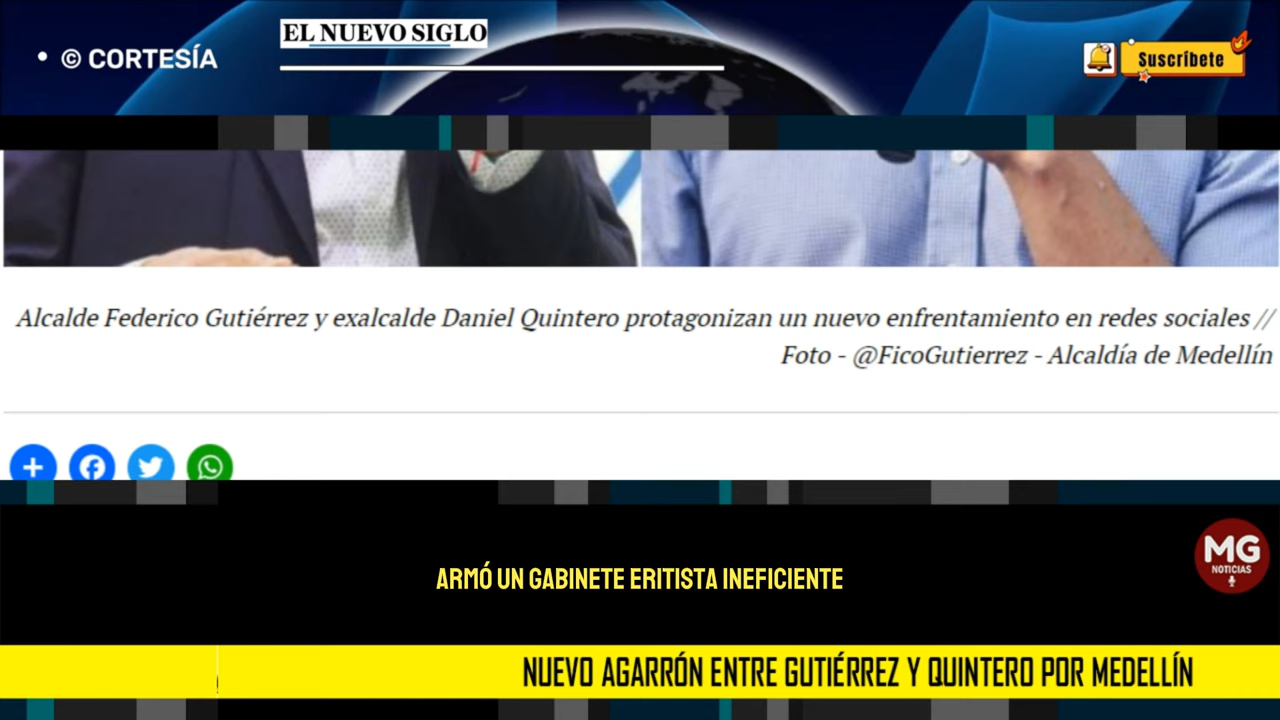 EL NUEVO SIGLO
• © CORTESÍA
Suscríbete
Alcalde Federico Gutiérrez y exalcalde Daniel Quintero protagonizan un nuevo enfrentamiento en redes sociales //
Foto - @FicoGutierrez - Alcaldía de Medellín
ARMÓ UN GABINETE ERITISTA INEFICIENTE
MG
NOTICIAS
NUEVO AGARRÓN ENTRE GUTIÉRREZ Y QUINTERO POR MEDELLÍN